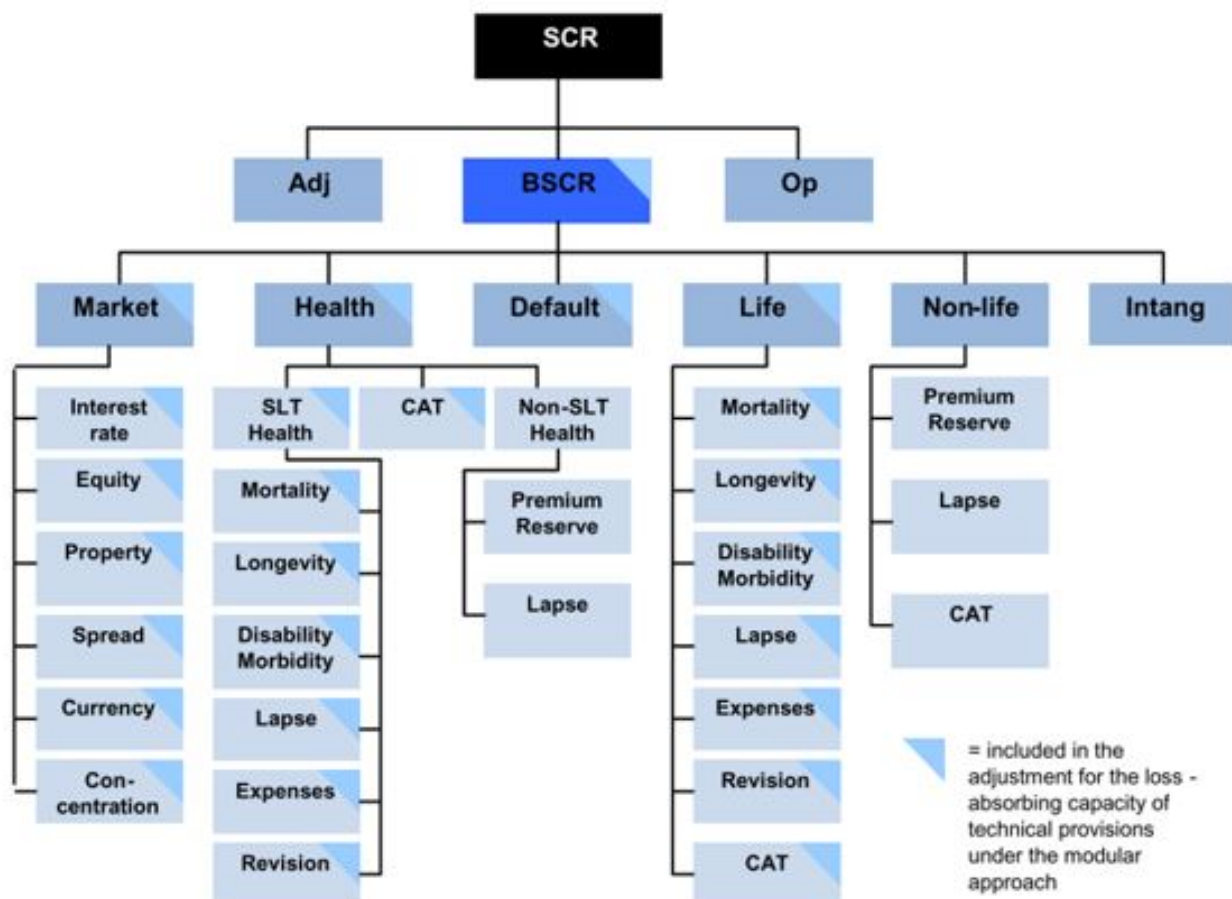 SCR
Adj
BSCR
Op
Market
Health
Default
Life
Non-life
Intang
Interest
rate
Equity
Property
Spread
Currency
Con-
centration
SLT
Health
CAT
Non-SLT
Health
Mortality
Longevity
Disability
Morbidity
Lapse
Expenses
Revision
Premium
Reserve
Lapse
Mortality
Longevity
Disability
Morbidity
Lapse
Expenses
Revision
CAT
Premium
Reserve
Lapse
CAT
= included in the
adjustment for the loss -
absorbing capacity of
technical provisions
under the modular
approach